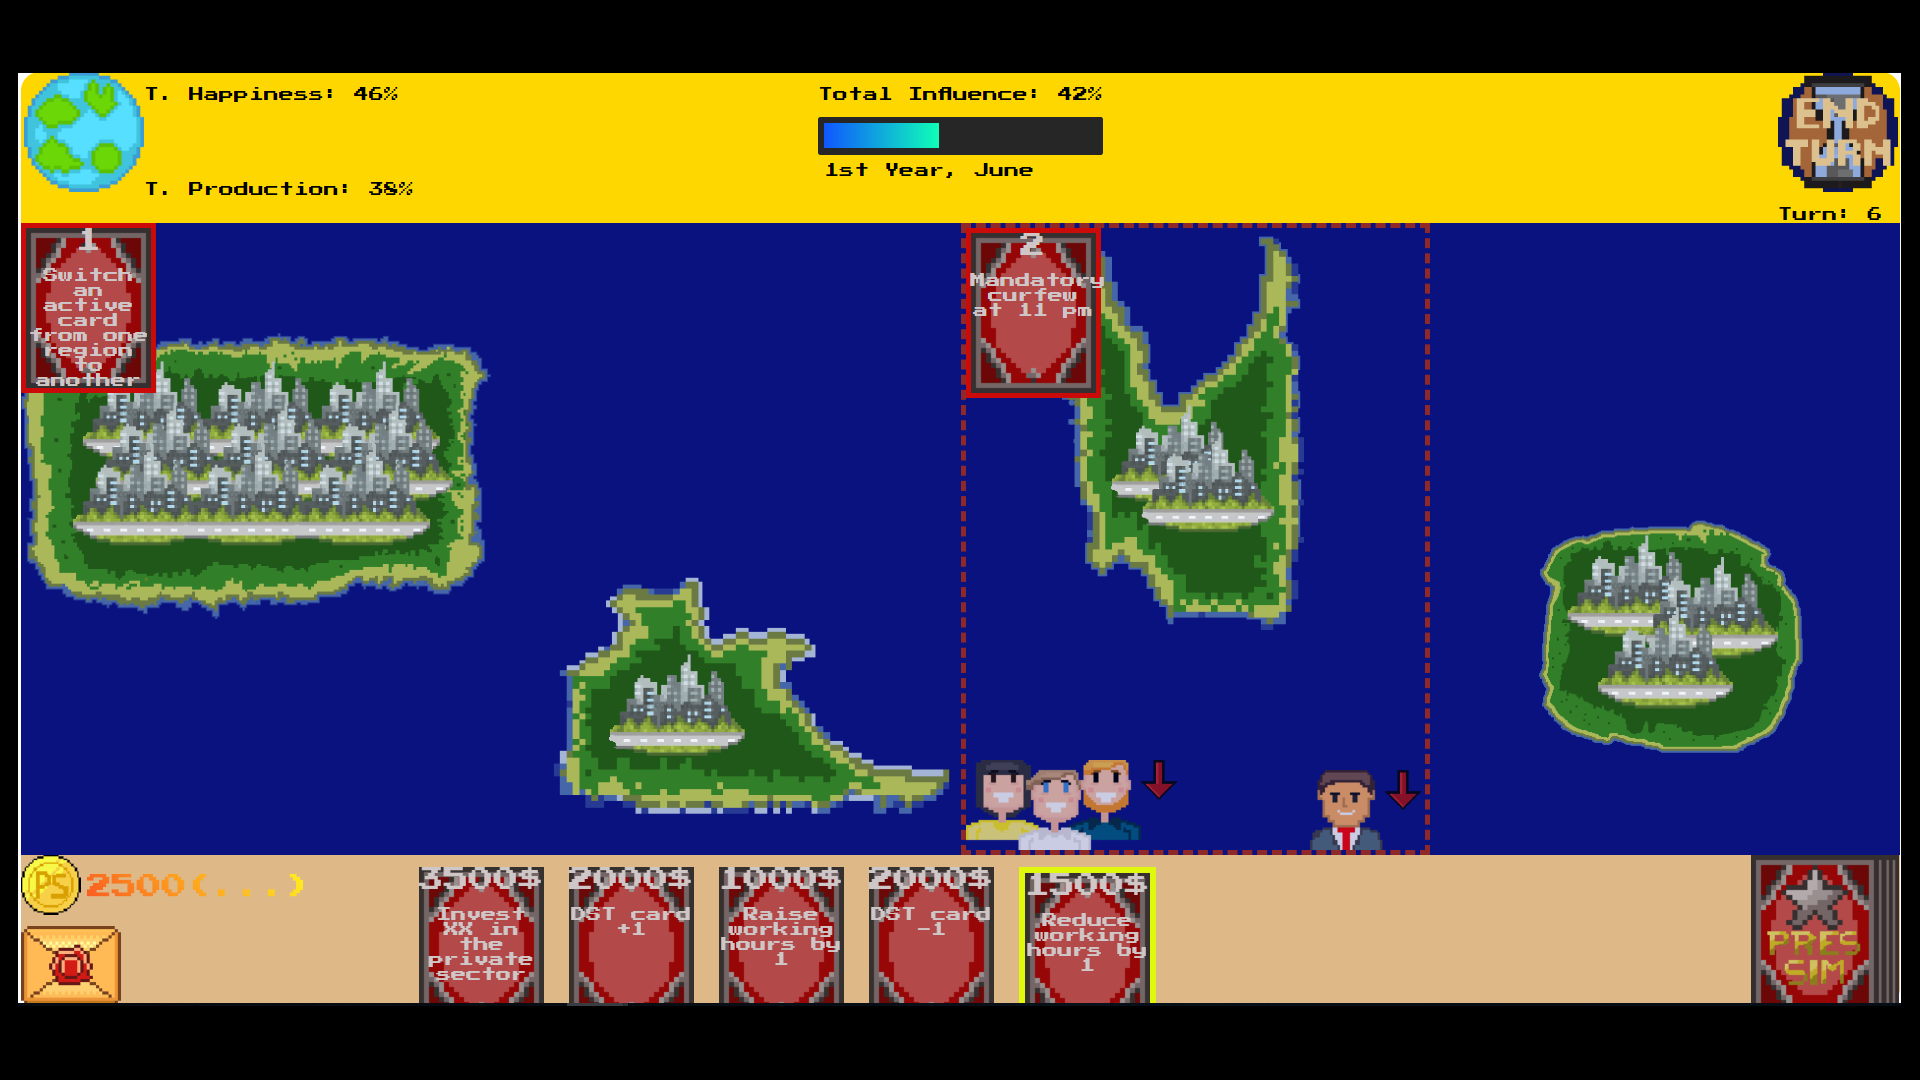 T. Happiness: 46%
Total Influence: 42%
END
TURN
1st Year, June
T. Production: 38%
Turn: 6
1
Switch
an
active
card
from one
region
to
another
2
Mandatory
curfew
at 11 pm
PS
2500(...)
3500$
Invest
XX in
the
private
sector
2000$
DST card
+1
1000$
Raise
working
hours by
1
2000$
DST card
-1
1500$
Reduce
working
hours by
1
PRES
SIM